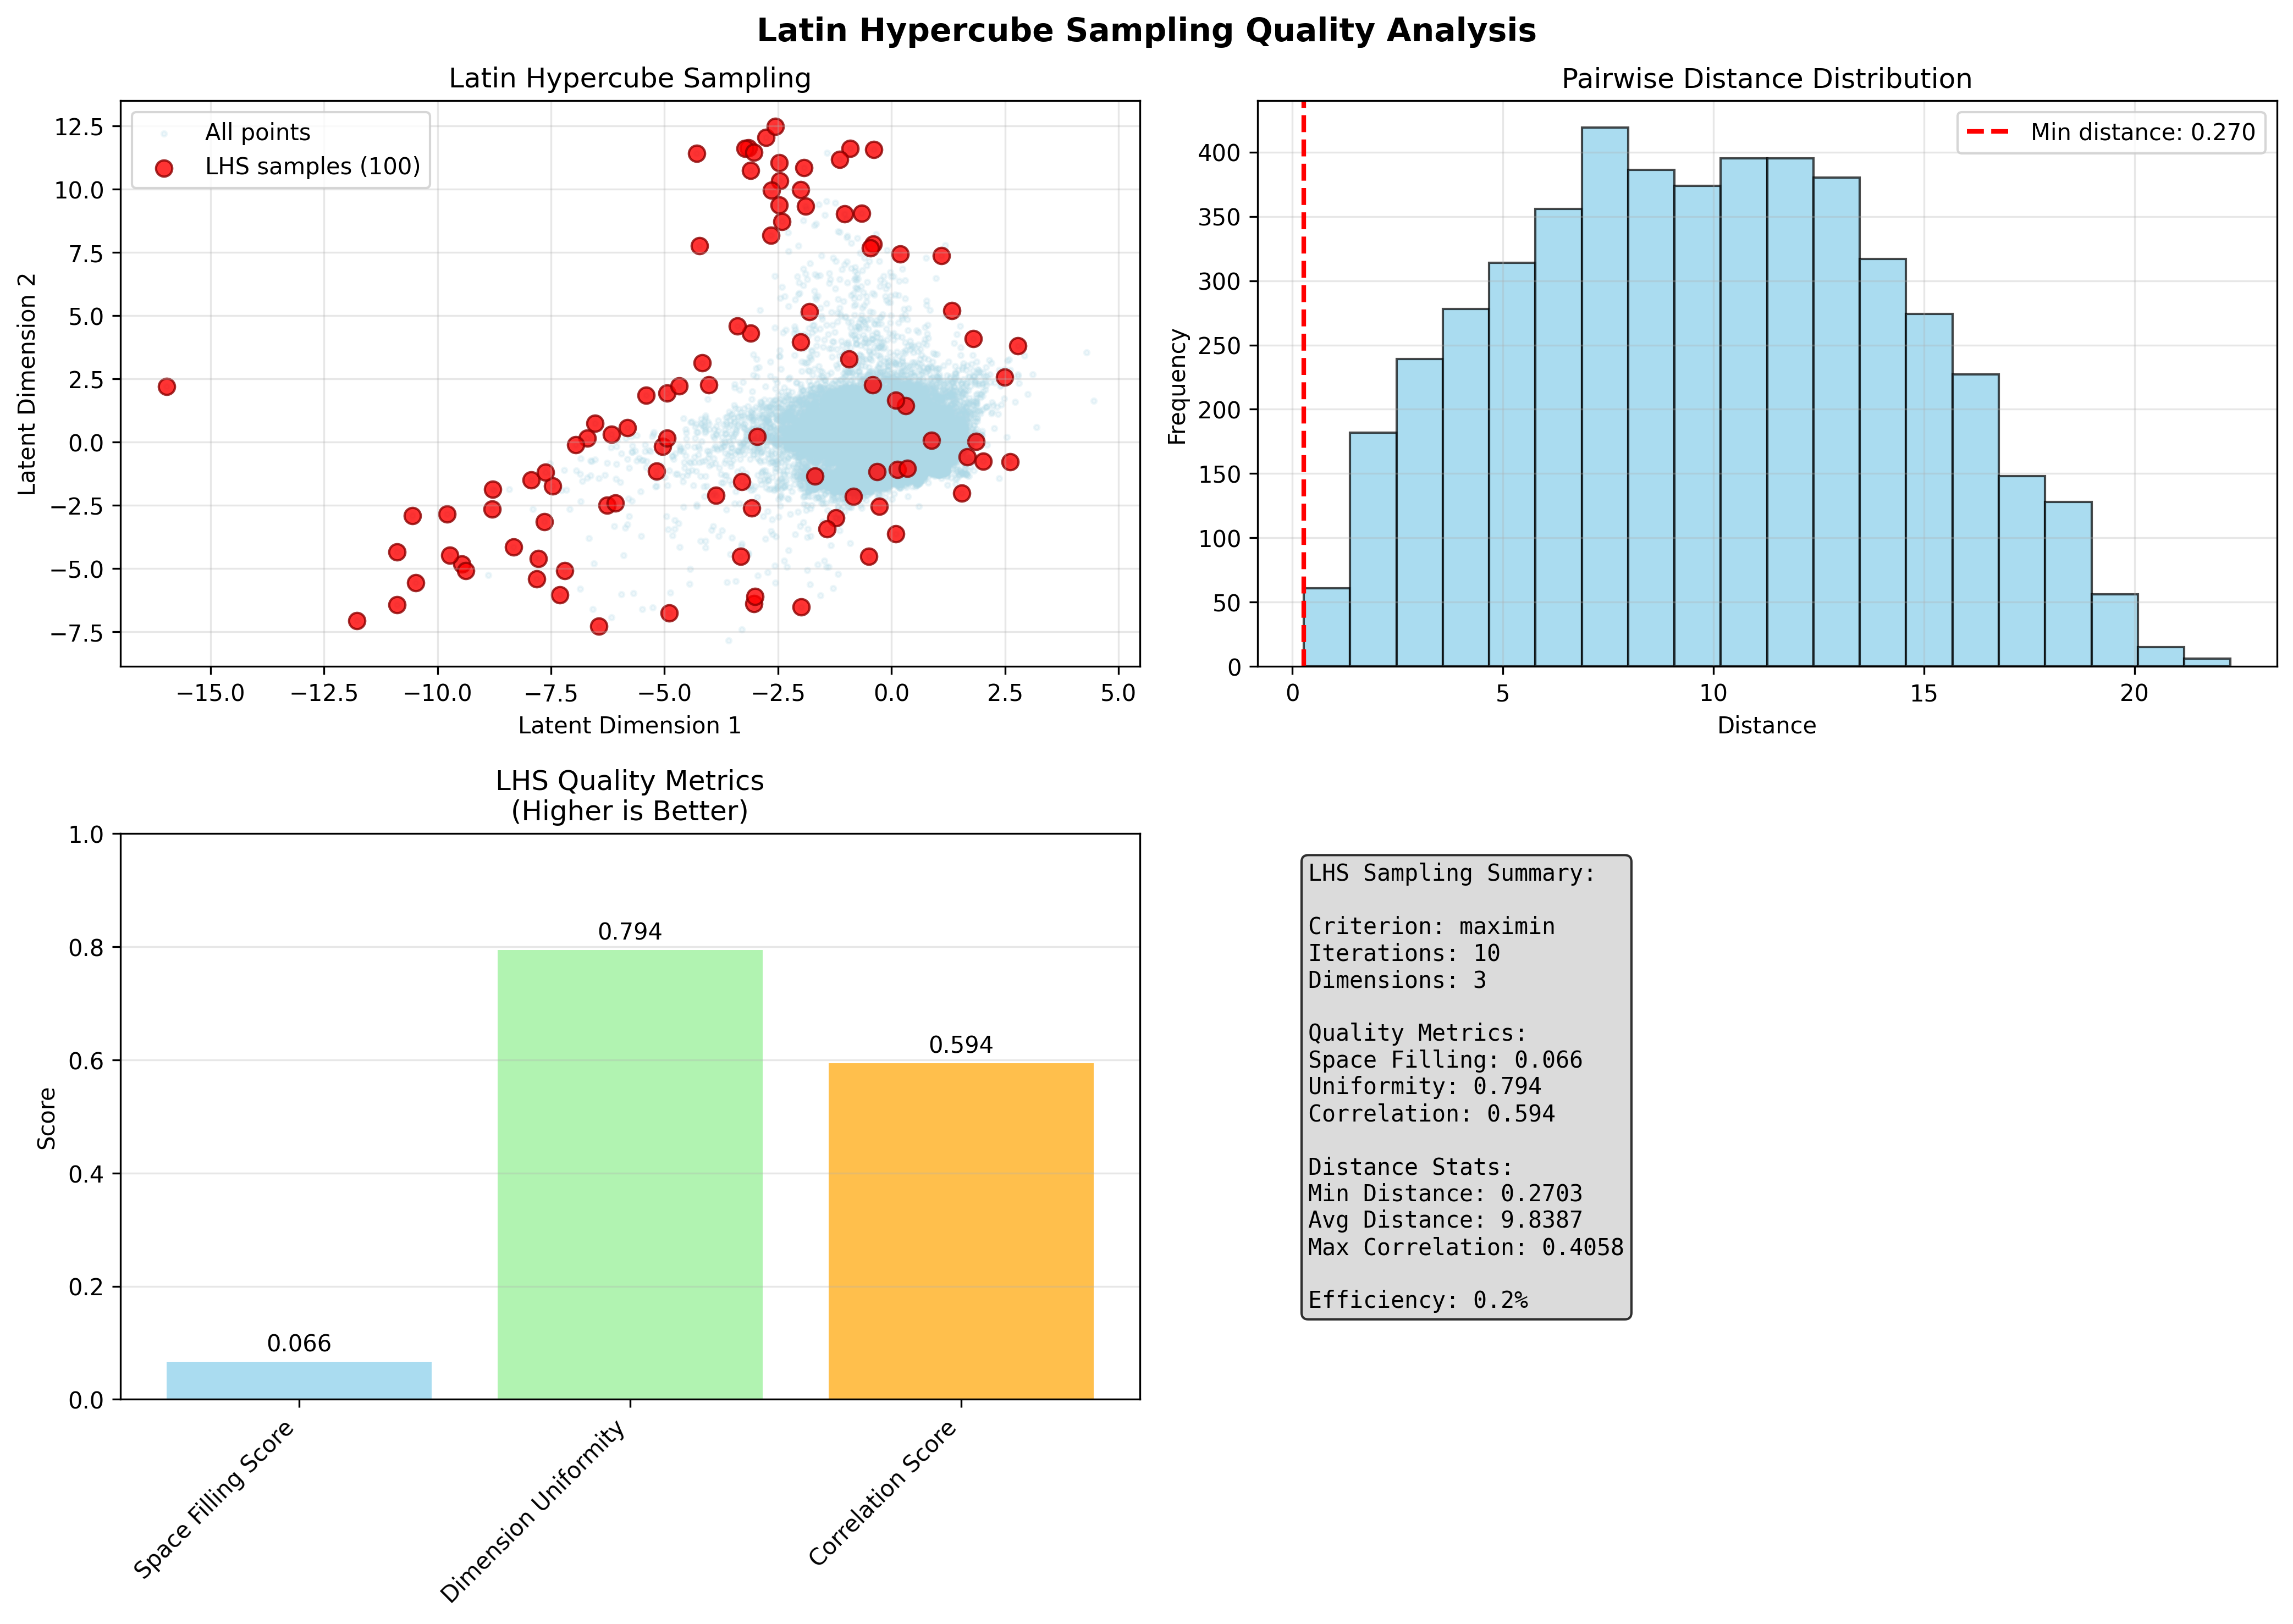 Latin Hypercube Sampling Quality Analysis
Latin Hypercube Sampling
All points
LHS samples (100)
12.5
10.0
7.5
5.0
2.5
0.0
−2.5
−5.0
−7.5
Latent Dimension 2
−15.0 −12.5 −10.0 −7.5 −5.0 −2.5 0.0 2.5 5.0
Latent Dimension 1
Pairwise Distance Distribution
Min distance: 0.270
400
350
300
250
200
150
100
50
0
Frequency
0 5 10 15 20
Distance
LHS Quality Metrics
(Higher is Better)
1.0
0.8
0.6
0.4
0.2
0.0
Score
0.066
0.794
0.594
Space Filling Score
Dimension Uniformity
Correlation Score
LHS Sampling Summary:
Criterion: maximin
Iterations: 10
Dimensions: 3
Quality Metrics:
Space Filling: 0.066
Uniformity: 0.794
Correlation: 0.594
Distance Stats:
Min Distance: 0.2703
Avg Distance: 9.8387
Max Correlation: 0.4058
Efficiency: 0.2%